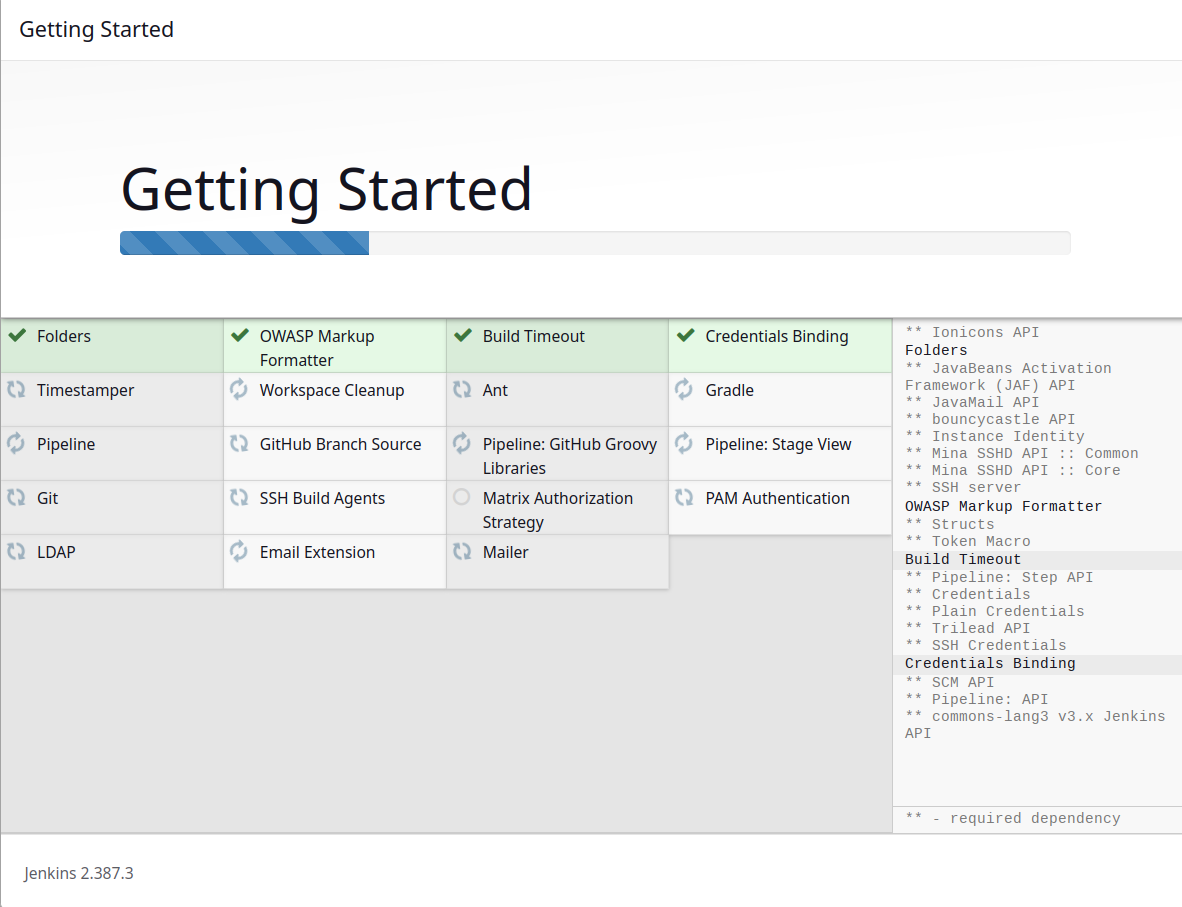 Getting Started
Getting Started
Folders
OWASP Markup
Formatter
Build Timeout
Credentials Binding
Timestamper
Workspace Cleanup
Ant
Gradle
Pipeline
GitHub Branch Source
Pipeline: GitHub Groovy
Libraries
Pipeline: Stage View
Git
SSH Build Agents
Matrix Authorization
Strategy
PAM Authentication
LDAP
Email Extension
Mailer
** Ionicons API
Folders
** JavaBeans Activation
Framework (JAF) API
** JavaMail API
** bouncycastle API
** Instance Identity
** Mina SSHD API :: Common
** Mina SSHD API :: Core
** SSH server
OWASP Markup Formatter
** Structs
** Token Macro
Build Timeout
** Pipeline: Step API
** Credentials
** Plain Credentials
** Trilead API
** SSH Credentials
Credentials Binding
** SCM API
** Pipeline: API
** commons-lang3 v3.x Jenkins
API
** - required dependency
Jenkins 2.387.3